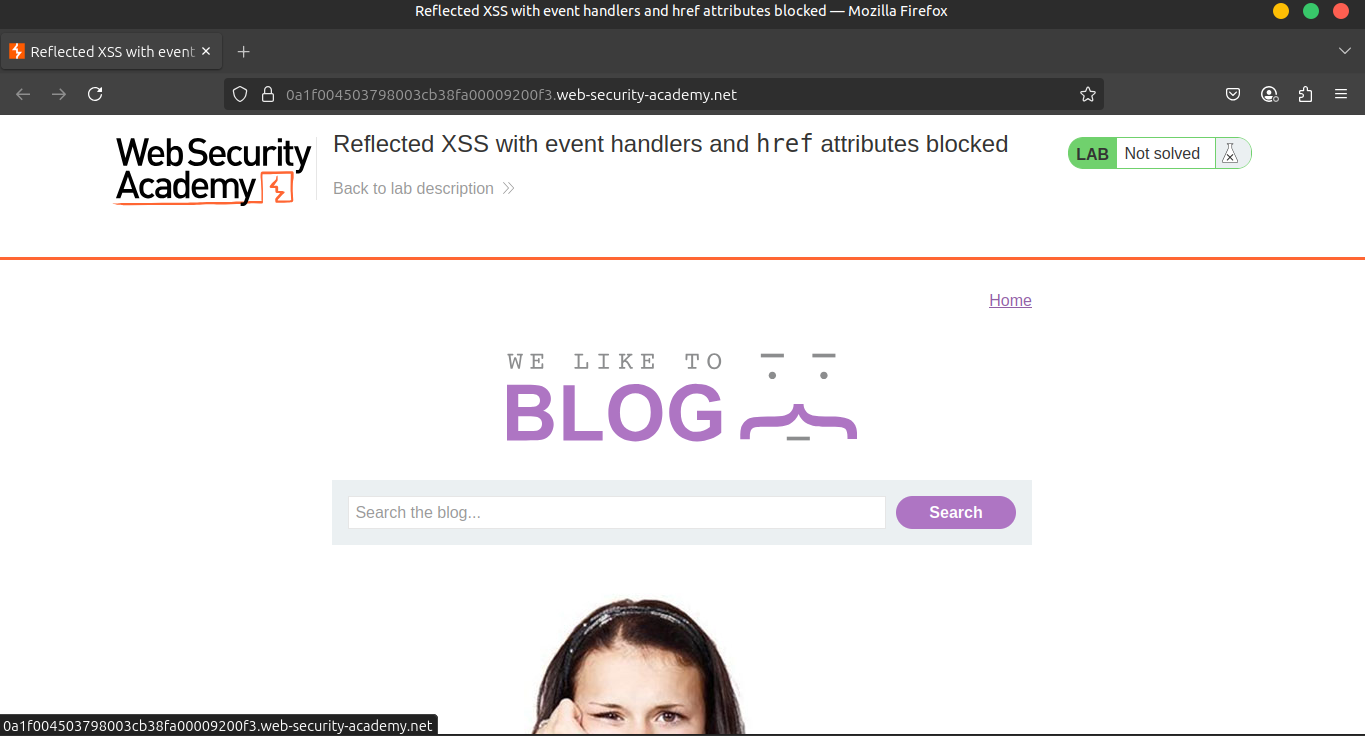 Reflected XSS with event handlers and href attributes blocked — Mozilla Firefox
Reflected XSS with event
0a1f004503798003cb38fa00009200f3.web-security-academy.net
Web Security
Academy
Reflected XSS with event handlers and href attributes blocked
Back to lab description
LAB Not solved
Home
WE LIKE TO
BLOG
Search the blog...
Search
0a1f004503798003cb38fa00009200f3.web-security-academy.net